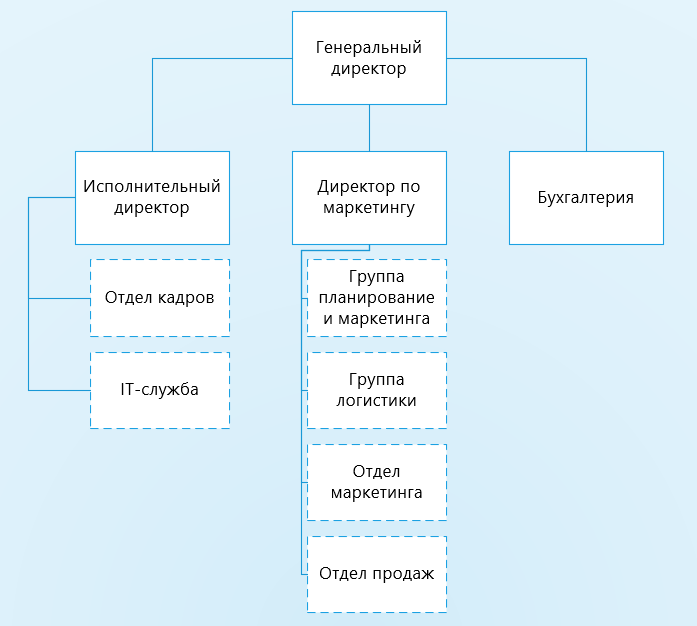 Генеральный
директор
Исполнительный
директор
Директор по
маркетингу
Бухгалтерия
Отдел кадров
IT-служба
Группа
планирование
и маркетинга
Группа
логистики
Отдел
маркетинга
Отдел продаж